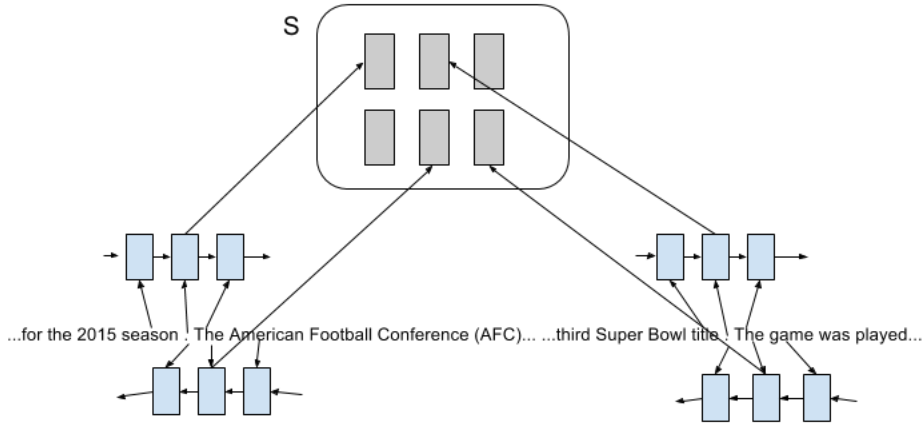 S
...for the 2015 season . The American Football Conference (AFC)... ...third Super Bowl title . The game was played...